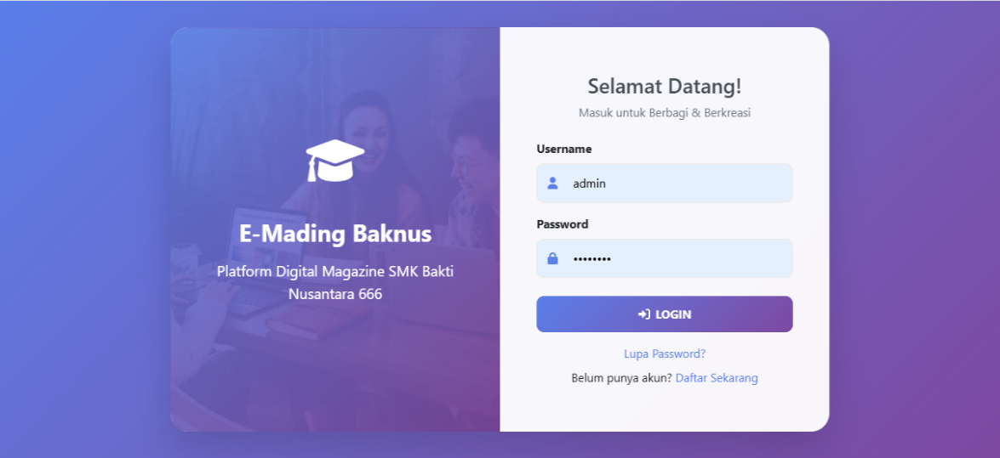 E-Mading Baknus
Platform Digital Magazine SMK Bakti
Nusantara 666
Selamat Datang!
Masuk untuk Berbagi & Berkreasi
Username
admin
Password
••••••••
LOGIN
Lupa Password?
Belum punya akun? Daftar Sekarang